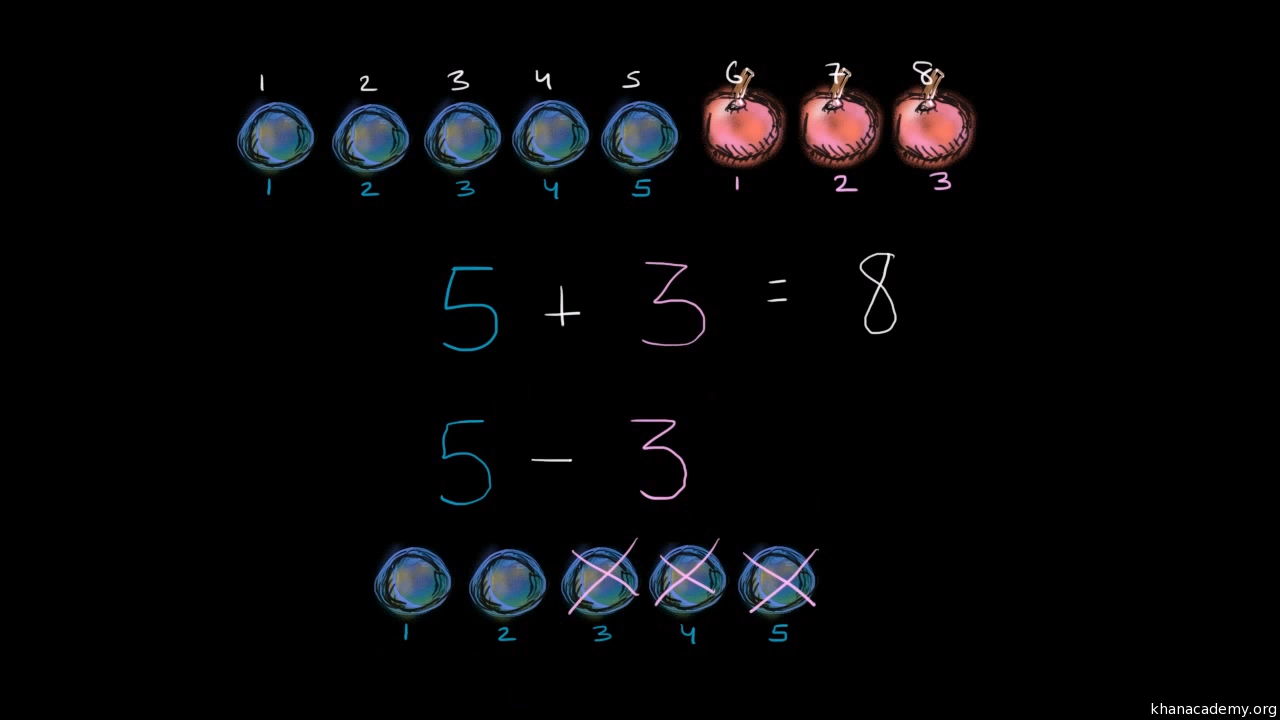 1 2 3 4 5 6 7 8
1 2 3 4 5 1 2 3
5 + 3 = 8
5 - 3
1 2 3 4 5
khanacademy.org